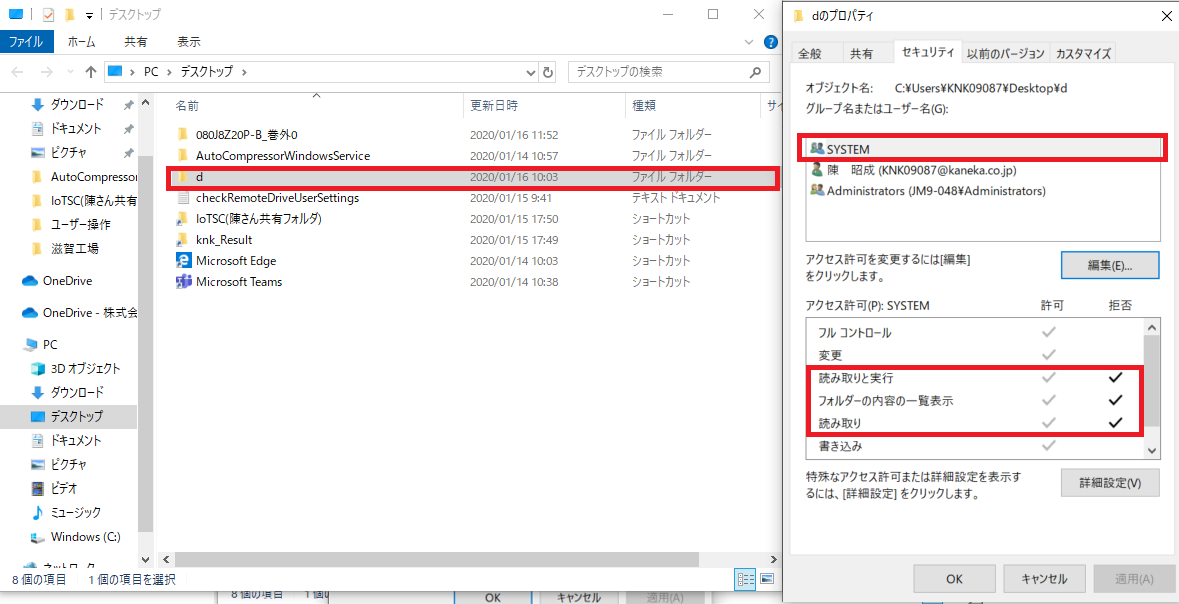 デスクトップ
ファイル ホーム 共有 表示
PC デスクトップ デスクトップの検索
ダウンロード
ドキュメント
ピクチャ
AutoCompressor
IoTSC(陳さん共有
ユーザー操作
滋賀工場
OneDrive
OneDrive - 株式会
PC
3D オブジェクト
ダウンロード
デスクトップ
ドキュメント
ピクチャ
ビデオ
ミュージック
Windows (C:)
名前 更新日時 種類 サイ
080J8Z20P-B_巻外0 2020/01/16 11:52 ファイル フォルダー
AutoCompressorWindowsService 2020/01/14 10:57 ファイル フォルダー
d 2020/01/16 10:03 ファイル フォルダー
checkRemoteDriveUserSettings 2020/01/15 9:41 テキスト ドキュメント
IoTSC(陳さん共有フォルダ) 2020/01/15 17:50 ショートカット
knk_Result 2020/01/15 17:49 ショートカット
Microsoft Edge 2020/01/14 10:03 ショートカット
Microsoft Teams 2020/01/14 10:38 ショートカット
8 個の項目 1 個の項目を選択
8 個の項目 1 個の OK キャンセル 適用(A)
dのプロパティ
全般 共有 セキュリティ 以前のバージョン カスタマイズ
オブジェクト名: C:¥Users¥KNK09087¥Desktop¥d
グループ名またはユーザー名(G):
SYSTEM
陳 昭成 (KNK09087@kaneka.co.jp)
Administrators (JM9-048¥Administrators)
アクセス許可を変更するには[編集]
をクリックします。
編集(E)...
アクセス許可(P): SYSTEM 許可 拒否
フル コントロール
変更
読み取りと実行
フォルダーの内容の一覧表示
読み取り
書き込み
特殊なアクセス許可または詳細設定を表示す
るには、[詳細設定] をクリックします。
詳細設定(V)
OK キャンセル 適用(A)